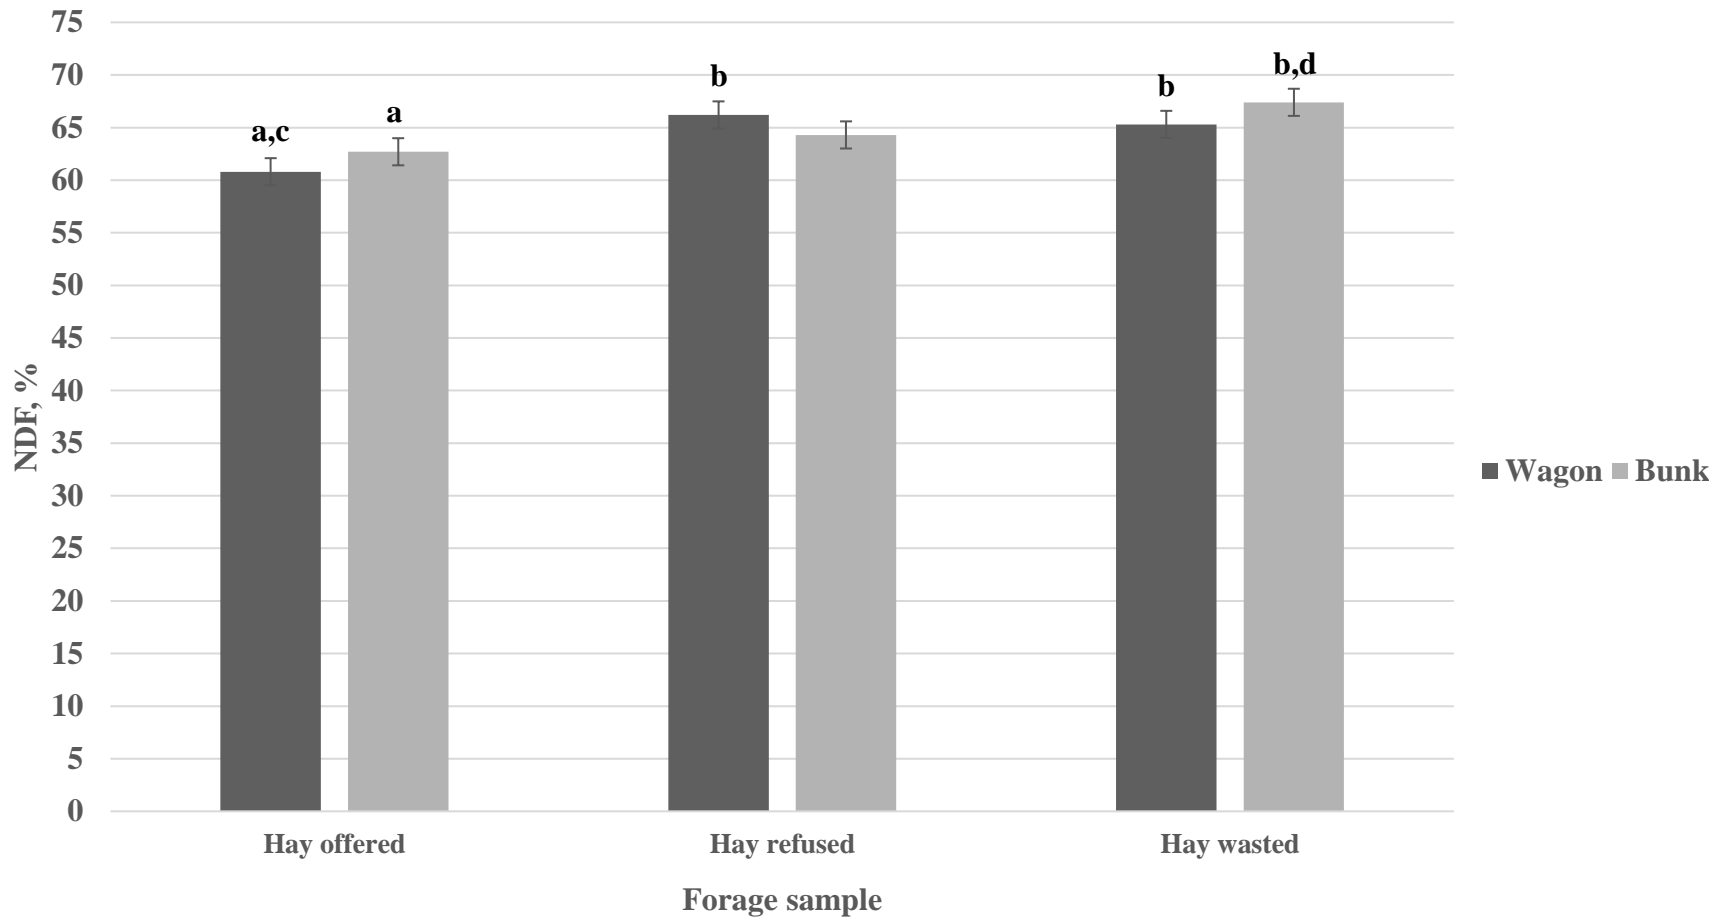 75
70
65
60
55
50
45
40
35
30
25
20
15
10
5
0
NDF, %
a,c
a
b
b
b,d
Hay offered
Hay refused
Hay wasted
Forage sample
Wagon
Bunk